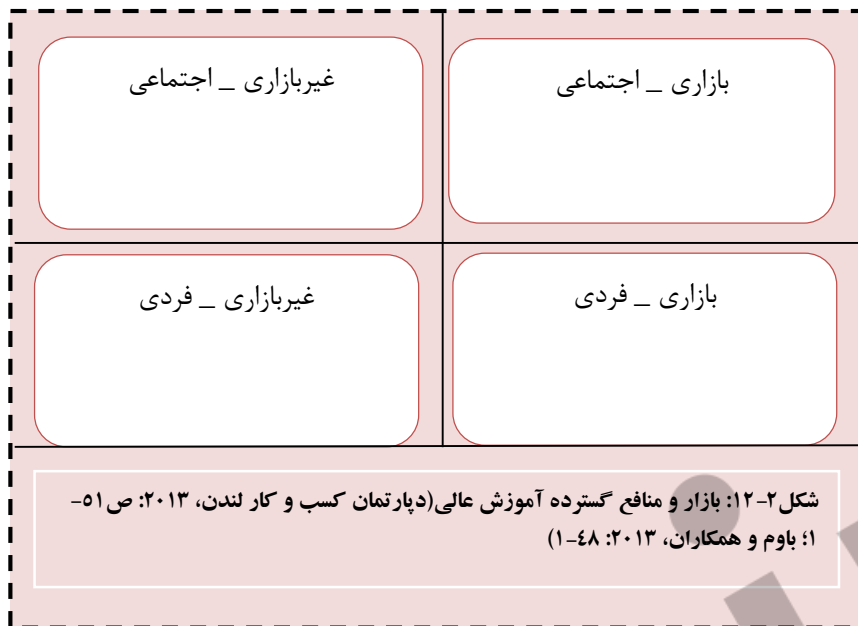 بازاری _ اجتماعی
غیربازاری _ اجتماعی
بازاری _ فردی
غیربازاری _ فردی
شکل۲-۱۲: بازار و منافع گسترده آموزش عالی(دپارتمان کسب و کار لندن، ۲۰۱۳: ص۵۱-
۱؛ باوم و همکاران، ۲۰۱۳: ۴۸-۱)